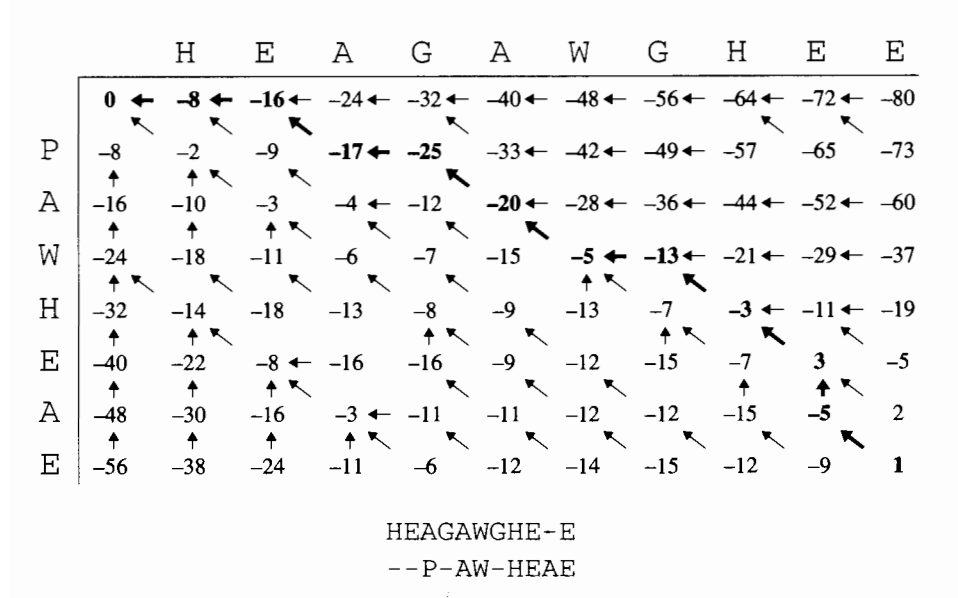 H E A G A W G H E E
0 ← –8 ← –16 ← –24 ← –32 ← –40 ← –48 ← –56 ← –64 ← –72 ← –80
P –8 –2 –9 –17 ← –25 –33 ← –42 ← –49 ← –57 –65 –73
A –16 –10 –3 –4 ← –12 –20 ← –28 ← –36 ← –44 ← –52 ← –60
W –24 –18 –11 –6 –7 –15 –5 ← –13 ← –21 ← –29 ← –37
H –32 –14 –18 –13 –8 –9 –13 –7 –3 ← –11 ← –19
E –40 –22 –8 ← –16 –16 –9 –12 –15 –7 3 –5
A –48 –30 –16 –3 ← –11 –11 –12 –12 –15 –5 2
E –56 –38 –24 –11 –6 –12 –14 –15 –12 –9 1
HEAGAWGHE-E
--P-AW-HEAE